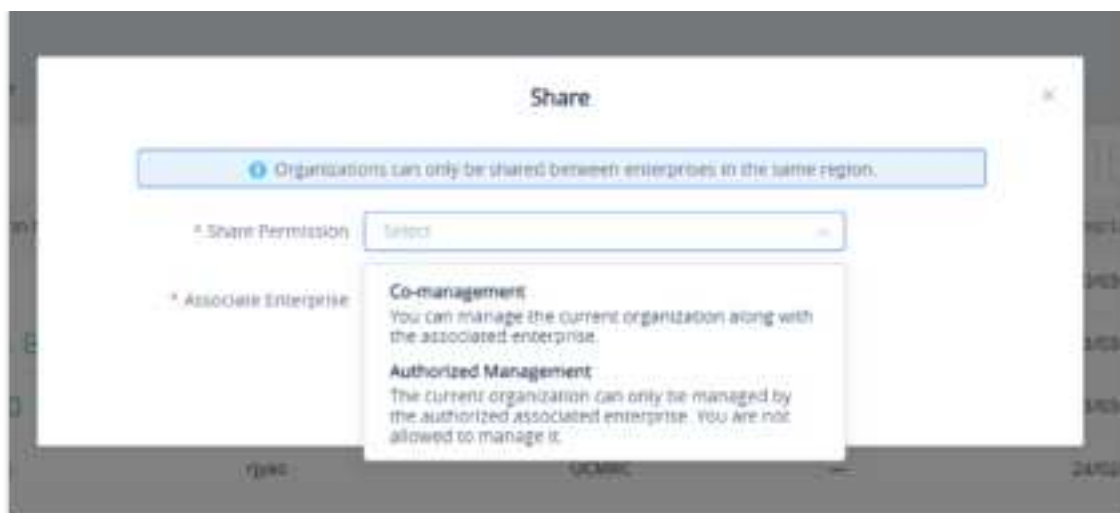 Share
Organizations can only be shared between enterprises in the same region.
* Share Permission
Select
* Associate Enterprise
Co-management
You can manage the current organization along with
the associated enterprise.
Authorized Management
The current organization can only be managed by
the authorized associated enterprise. You are not
allowed to manage it.
UCMRC